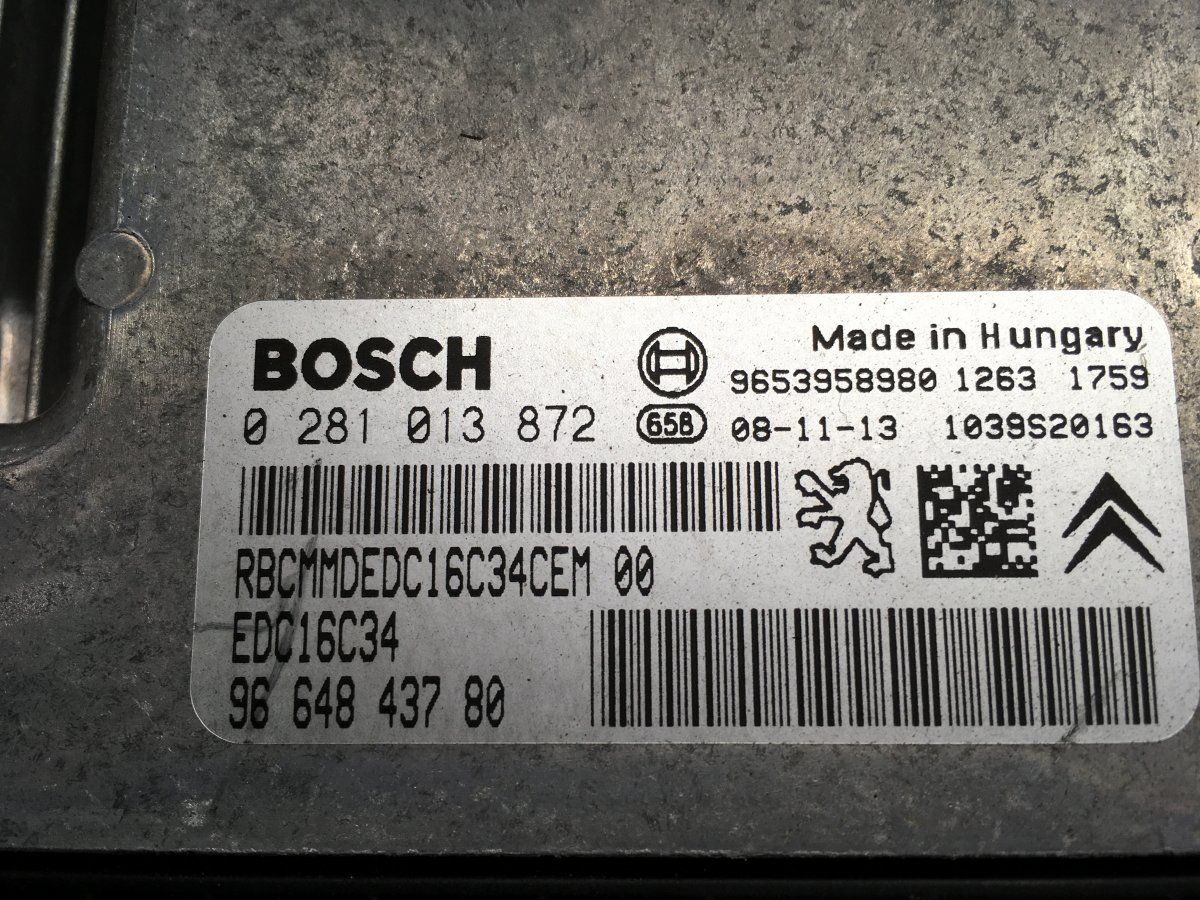 BOSCH
Made in Hungary
9653958980 1263 1759
0 281 013 872
658
08-11-13 1039S20163
RBCMMDEDC16C34CEM 00
EDC16C34
96 648 437 80